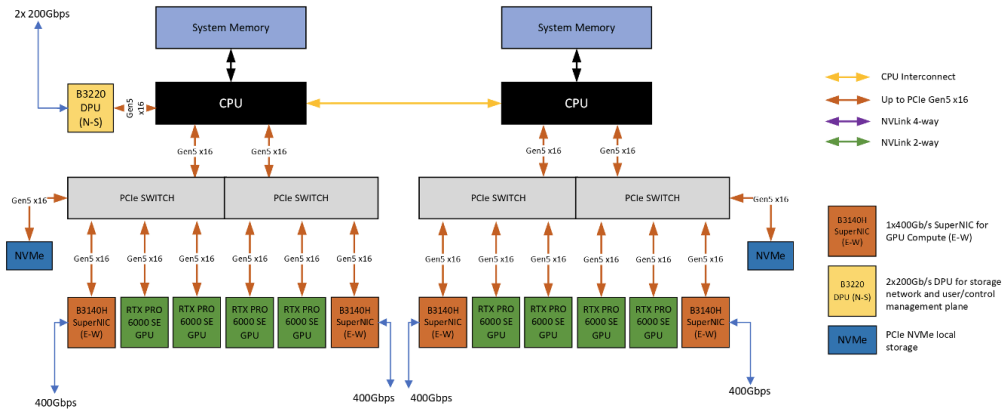 2x 200Gbps
System Memory
System Memory
B3220
DPU
(N-S)
Gen5
x16
CPU
CPU
CPU Interconnect
Up to PCIe Gen5 x16
NVLink 4-way
NVLink 2-way
Gen5 x16
Gen5 x16
Gen5 x16
Gen5 x16
PCIe SWITCH
PCIe SWITCH
PCIe SWITCH
PCIe SWITCH
Gen5 x16
Gen5 x16
NVMe
NVMe
Gen5 x16
Gen5 x16
Gen5 x16
Gen5 x16
Gen5 x16
Gen5 x16
Gen5 x16
Gen5 x16
Gen5 x16
Gen5 x16
Gen5 x16
Gen5 x16
B3140H
SuperNIC
(E-W)
RTX PRO
6000 SE
GPU
RTX PRO
6000 SE
GPU
RTX PRO
6000 SE
GPU
RTX PRO
6000 SE
GPU
B3140H
SuperNIC
(E-W)
B3140H
SuperNIC
(E-W)
RTX PRO
6000 SE
GPU
RTX PRO
6000 SE
GPU
RTX PRO
6000 SE
GPU
RTX PRO
6000 SE
GPU
B3140H
SuperNIC
(E-W)
400Gbps
400Gbps
400Gbps
400Gbps
B3140H
SuperNIC
(E-W)
1x400Gb/s SuperNIC for
GPU Compute (E-W)
B3220
DPU (N-S)
2x200Gb/s DPU for storage
network and user/control
management plane
NVMe
PCIe NVMe local
storage